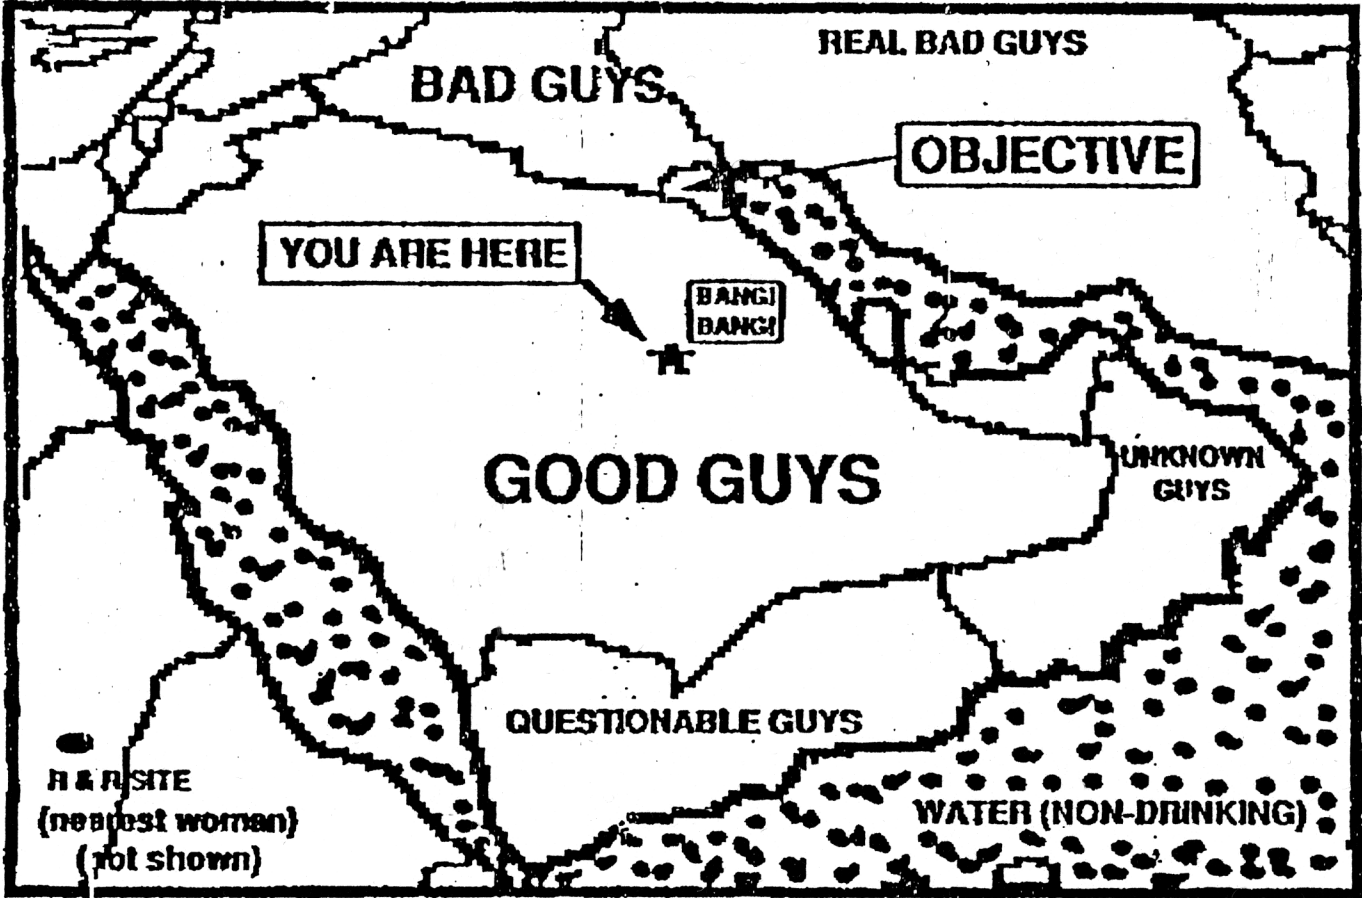 REAL BAD GUYS
BAD GUYS
OBJECTIVE
YOU ARE HERE
BANG!
BANG!
GOOD GUYS
UNKNOWN
GUYS
QUESTIONABLE GUYS
R & R SITE
(nearest woman)
(not shown)
WATER (NON-DRINKING)